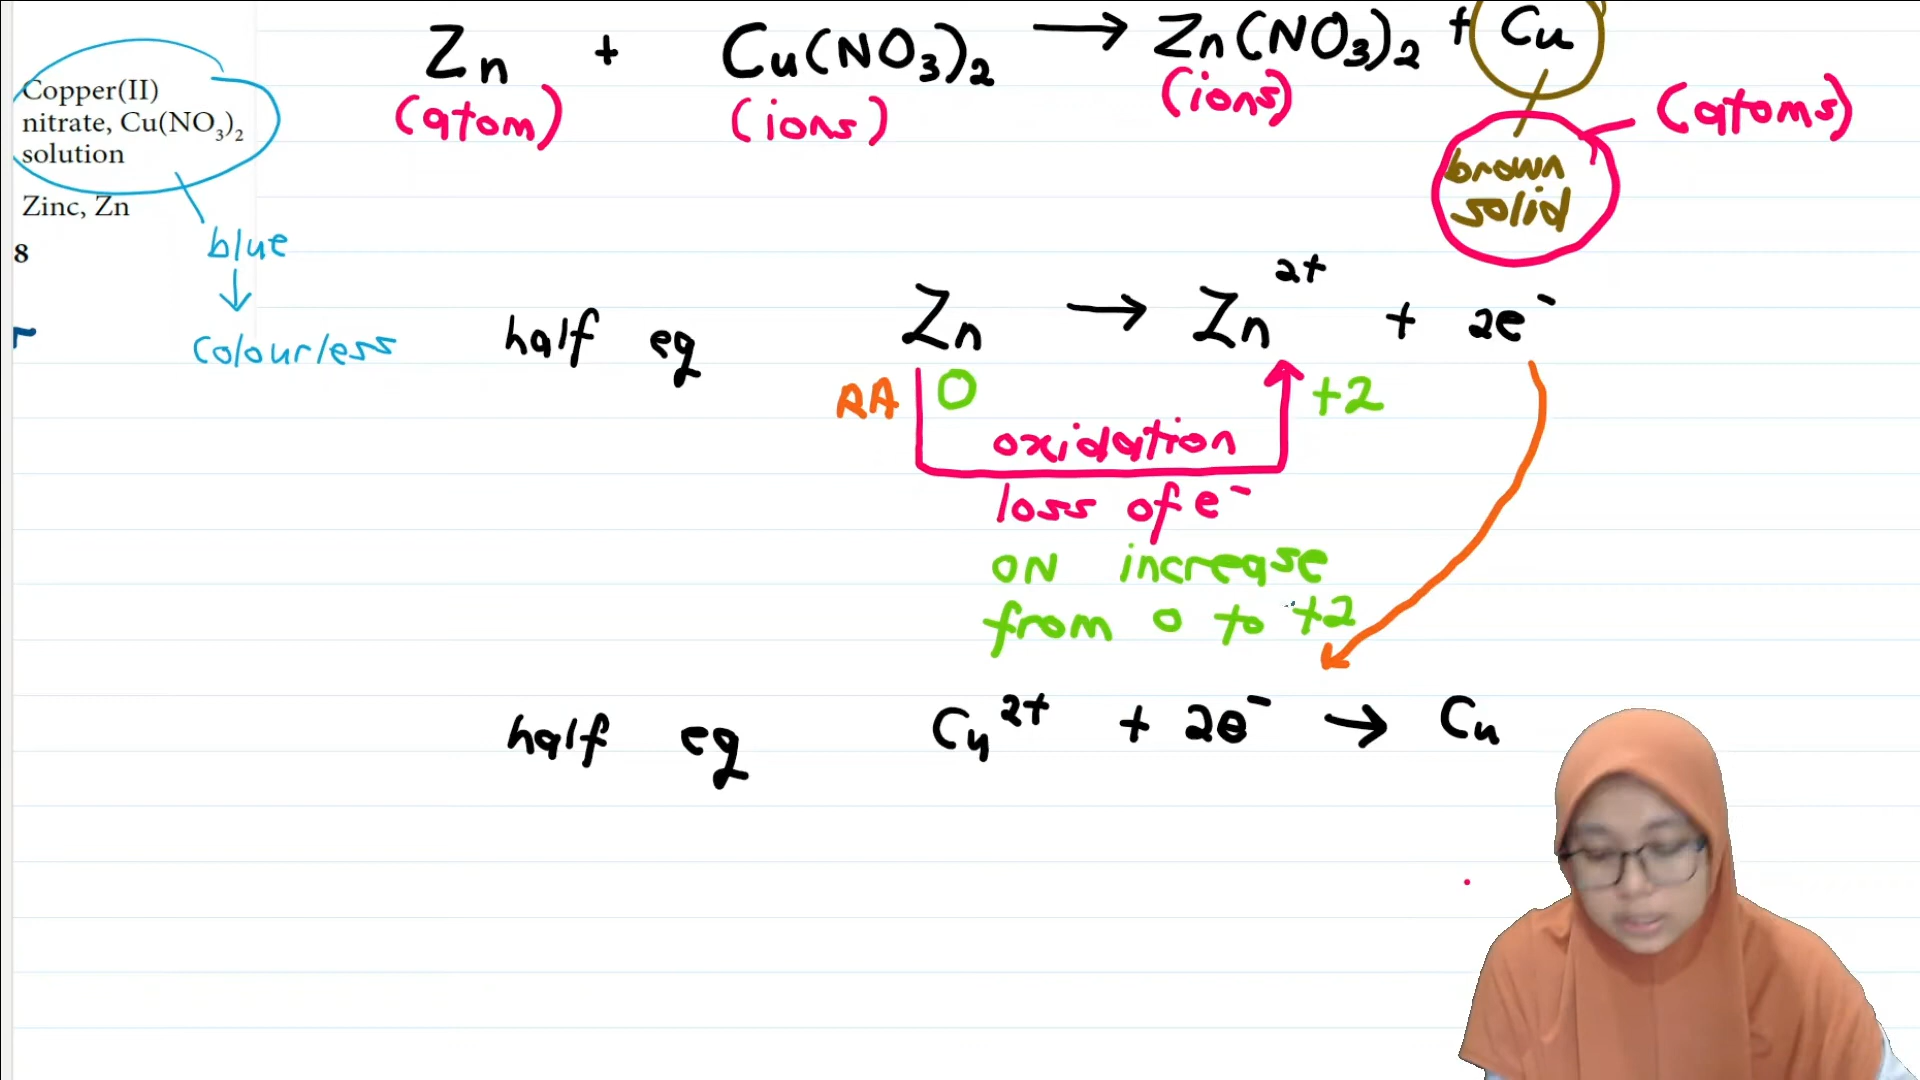 Zn + Cu(NO₃)₂ → Zn(NO₃)₂ + Cu
(atom) (ions) (ions) (atoms)
brown
solid
Copper(II)
nitrate, Cu(NO₃)₂
solution
Zinc, Zn
8
blue
↓
colourless
half eq Zn → Zn²⁺ + 2e⁻
RA 0 +2
oxidation
loss of e⁻
ON increase
from 0 to +2
half eq Cu²⁺ + 2e⁻ → Cu